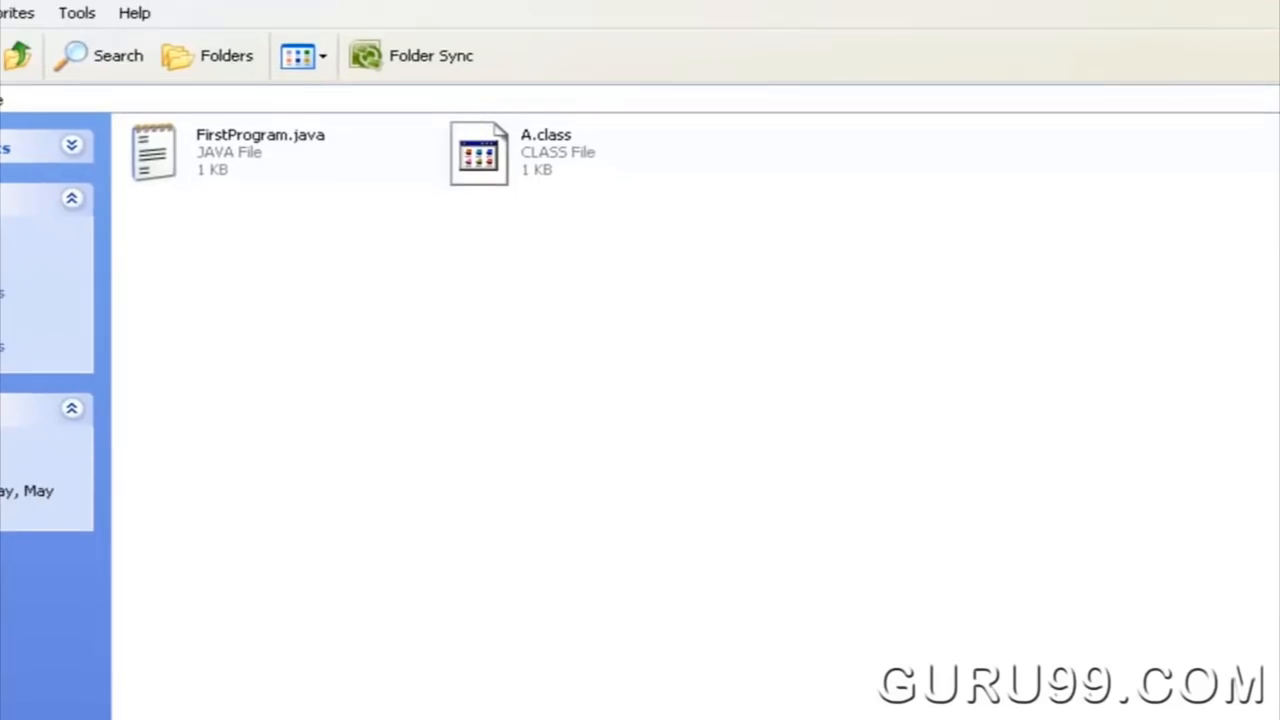 orites Tools Help
Search Folders Folder Sync
e
s
FirstProgram.java
JAVA File
1 KB
A.class
CLASS File
1 KB
s
s
ay, May
GURU99.COM